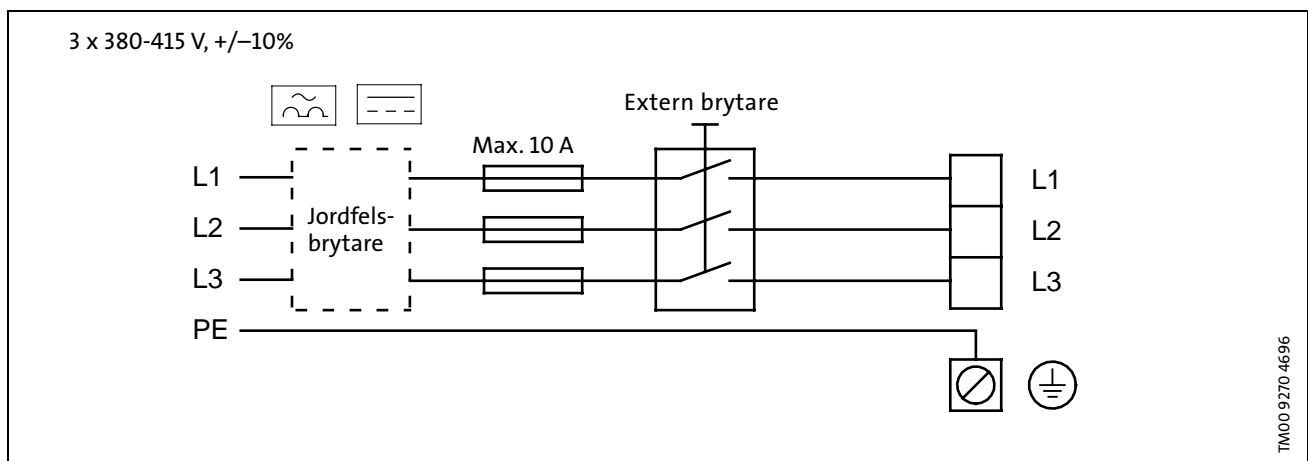 3 x 380-415 V, +/–10%
Extern brytare
Max. 10 A
L1
L1
Jordfels-
brytare
L2
L2
L3
L3
PE
TM00 9270 4696